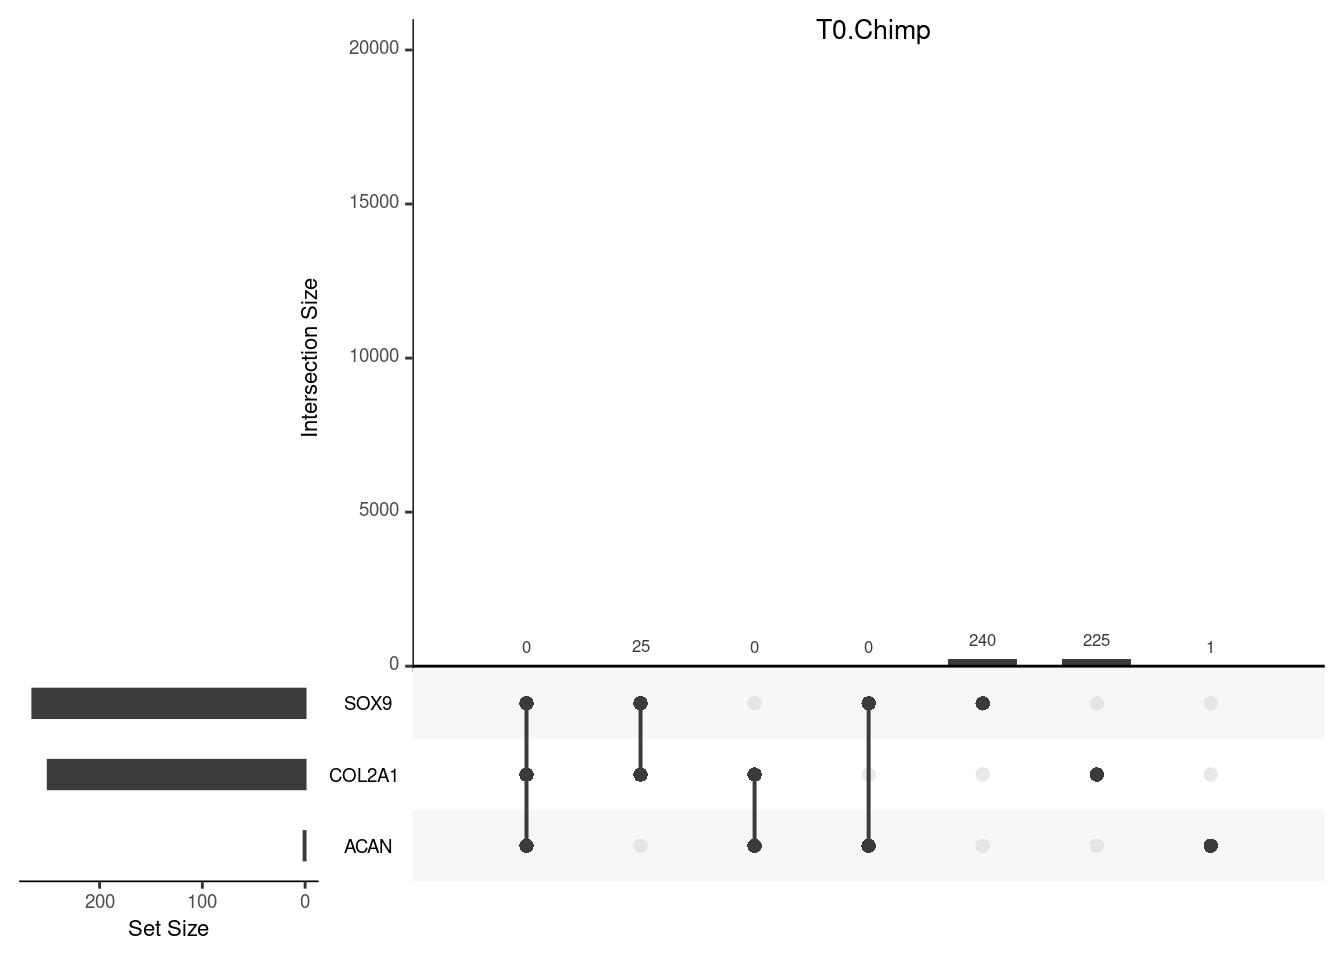 T0.Chimp
20000
15000
10000
5000
0
Intersection Size
0 25 0 0 240 225 1
SOX9
COL2A1
ACAN
200 100 0
Set Size